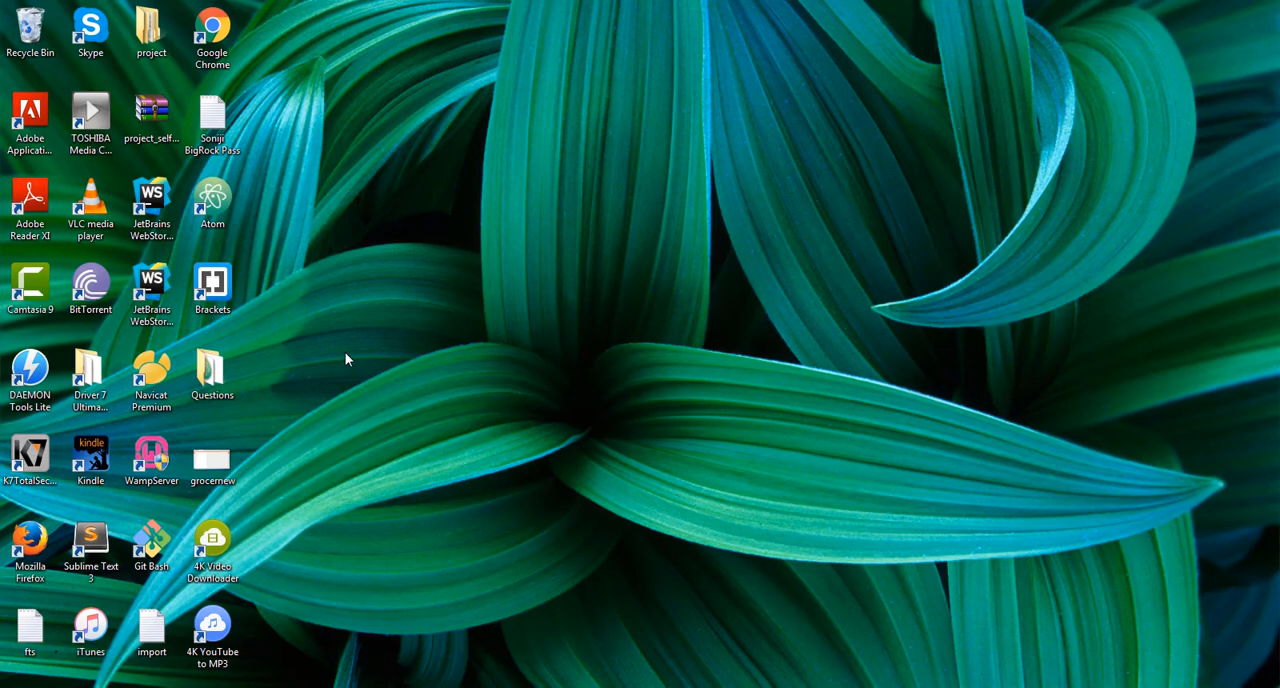 Recycle Bin
Skype
project
Google
Chrome
Adobe
Applicati...
TOSHIBA
Media C...
project_self...
Soniji
BigRock Pass
Adobe
Reader XI
VLC media
player
WS
JetBrains
WebStor...
Atom
Camtasia 9
BitTorrent
WS
JetBrains
WebStor...
Brackets
DAEMON
Tools Lite
Driver 7
Ultima...
Navicat
Premium
Questions
K7
K7TotalSec...
kindle
Kindle
WampServer
grocernew
Mozilla
Firefox
S
Sublime Text
3
Git Bash
4K Video
Downloader
fts
iTunes
import
4K YouTube
to MP3